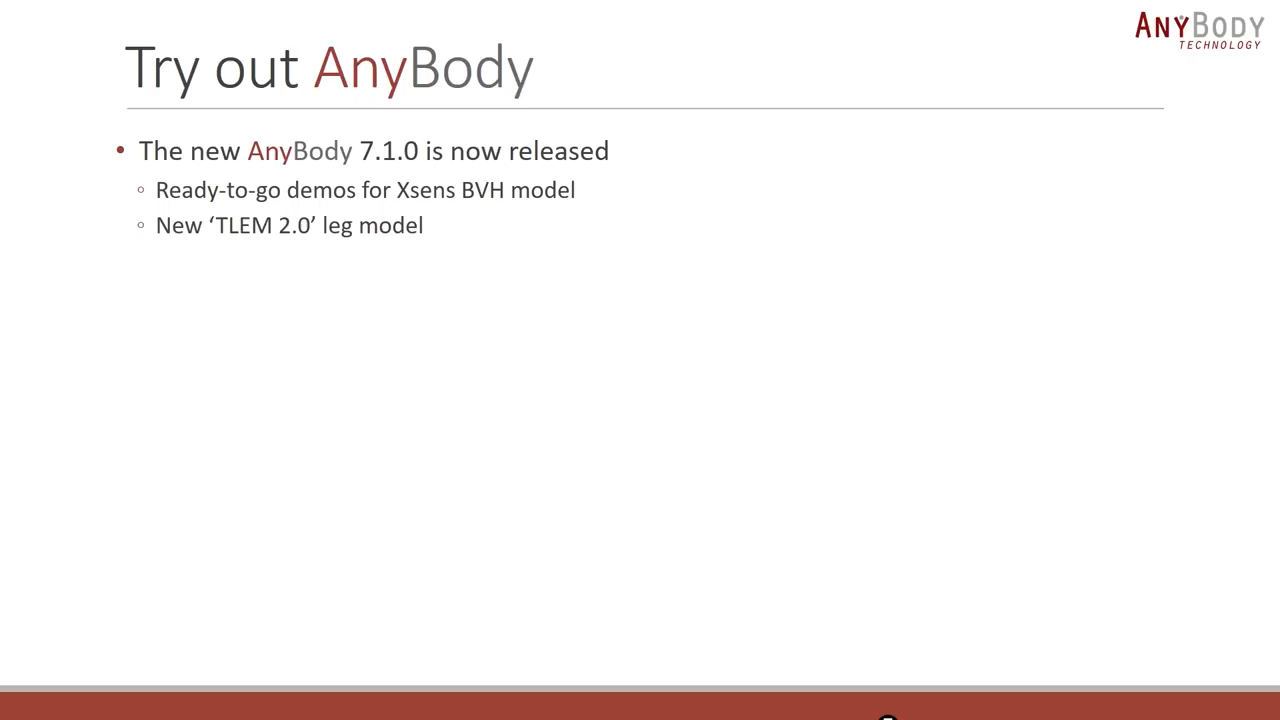 ANYBODY
TECHNOLOGY
Try out AnyBody
• The new AnyBody 7.1.0 is now released
◦ Ready-to-go demos for Xsens BVH model
◦ New ‘TLEM 2.0’ leg model